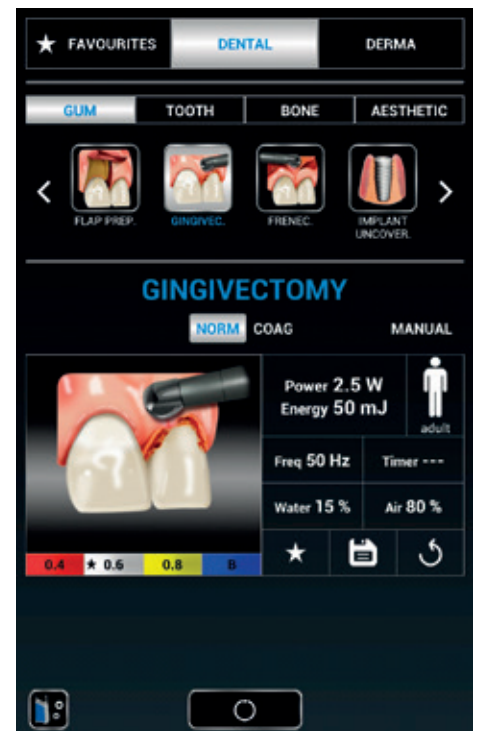 ★ FAVOURITES DENTAL DERMA
GUM TOOTH BONE AESTHETIC
FLAP PREP. GINGIVEC. FRENEC. IMPLANT UNCOVER.
GINGIVECTOMY
NORM COAG MANUAL
Power 2.5 W
Energy 50 mJ
adult
Freq 50 Hz Timer ---
Water 15 % Air 80 %
0.4 ★ 0.6 0.8 B